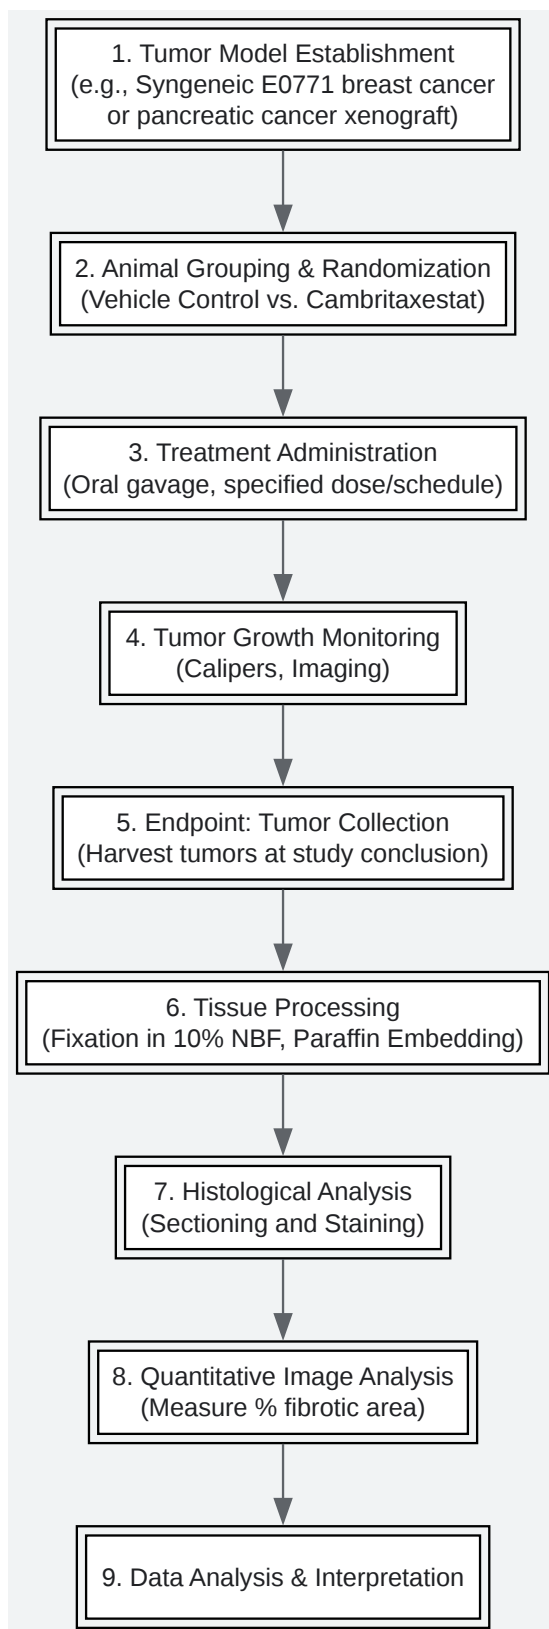 1. Tumor Model Establishment
(e.g., Syngeneic E0771 breast cancer
or pancreatic cancer xenograft)
2. Animal Grouping & Randomization
(Vehicle Control vs. Cambritaxestat)
3. Treatment Administration
(Oral gavage, specified dose/schedule)
4. Tumor Growth Monitoring
(Calipers, Imaging)
5. Endpoint: Tumor Collection
(Harvest tumors at study conclusion)
6. Tissue Processing
(Fixation in 10% NBF, Paraffin Embedding)
7. Histological Analysis
(Sectioning and Staining)
8. Quantitative Image Analysis
(Measure % fibrotic area)
9. Data Analysis & Interpretation